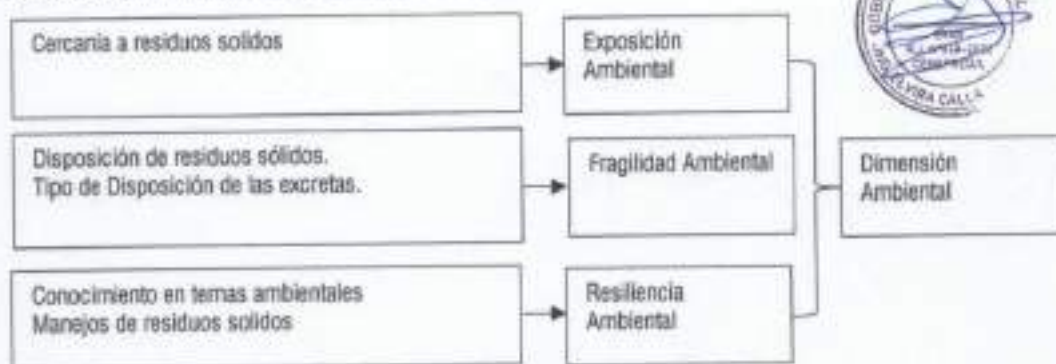 Cercania a residuos solidos
Exposición
Ambiental
Disposición de residuos sólidos.
Tipo de Disposición de las excretas.
Fragilidad Ambiental
Dimensión
Ambiental
Conocimiento en temas ambientales
Manejos de residuos solidos
Resiliencia
Ambiental
CALLA